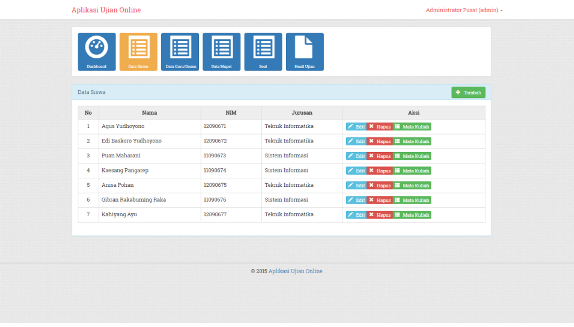 Aplikasi Ujian Online
Administrator Pusat (admin)
Dashboard Data Siswa Data Guru/Dosen Data Mapel Soal Hasil Ujian
Data Siswa
Tambah
No Nama NIM Jurusan Aksi
1 Agus Yudhoyono 12090671 Teknik Informatika Edit Hapus Mata Kuliah
2 Edi Baskoro Yudhoyono 12090672 Teknik Informatika Edit Hapus Mata Kuliah
3 Puan Maharani 11090673 Sistem Informasi Edit Hapus Mata Kuliah
4 Kaesang Pangarep 11090674 Sistem Informasi Edit Hapus Mata Kuliah
5 Anisa Pohan 12090675 Teknik Informatika Edit Hapus Mata Kuliah
6 Gibran Rakabuming Raka 11090676 Sistem Informasi Edit Hapus Mata Kuliah
7 Kahiyang Ayu 12090677 Teknik Informatika Edit Hapus Mata Kuliah
© 2015 Aplikasi Ujian Online